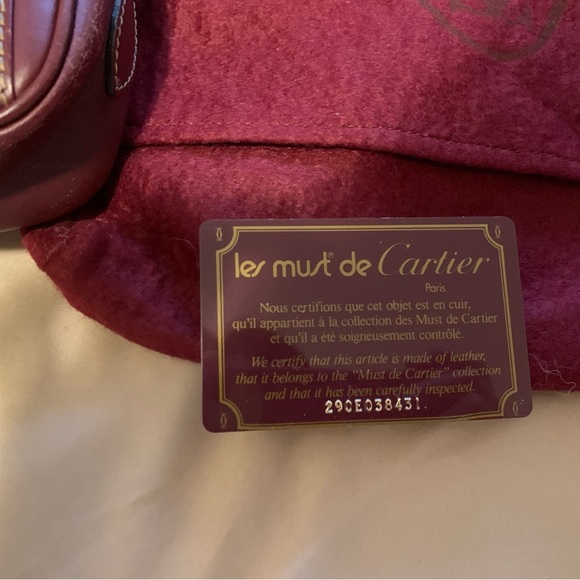 les must de Cartier
Paris
Nous certifions que cet objet est en cuir,
qu'il appartient à la collection des Must de Cartier
et qu'il a été soigneusement contrôlé.
We certify that this article is made of leather,
that it belongs to the "Must de Cartier" collection
and that it has been carefully inspected.
29CE038431.